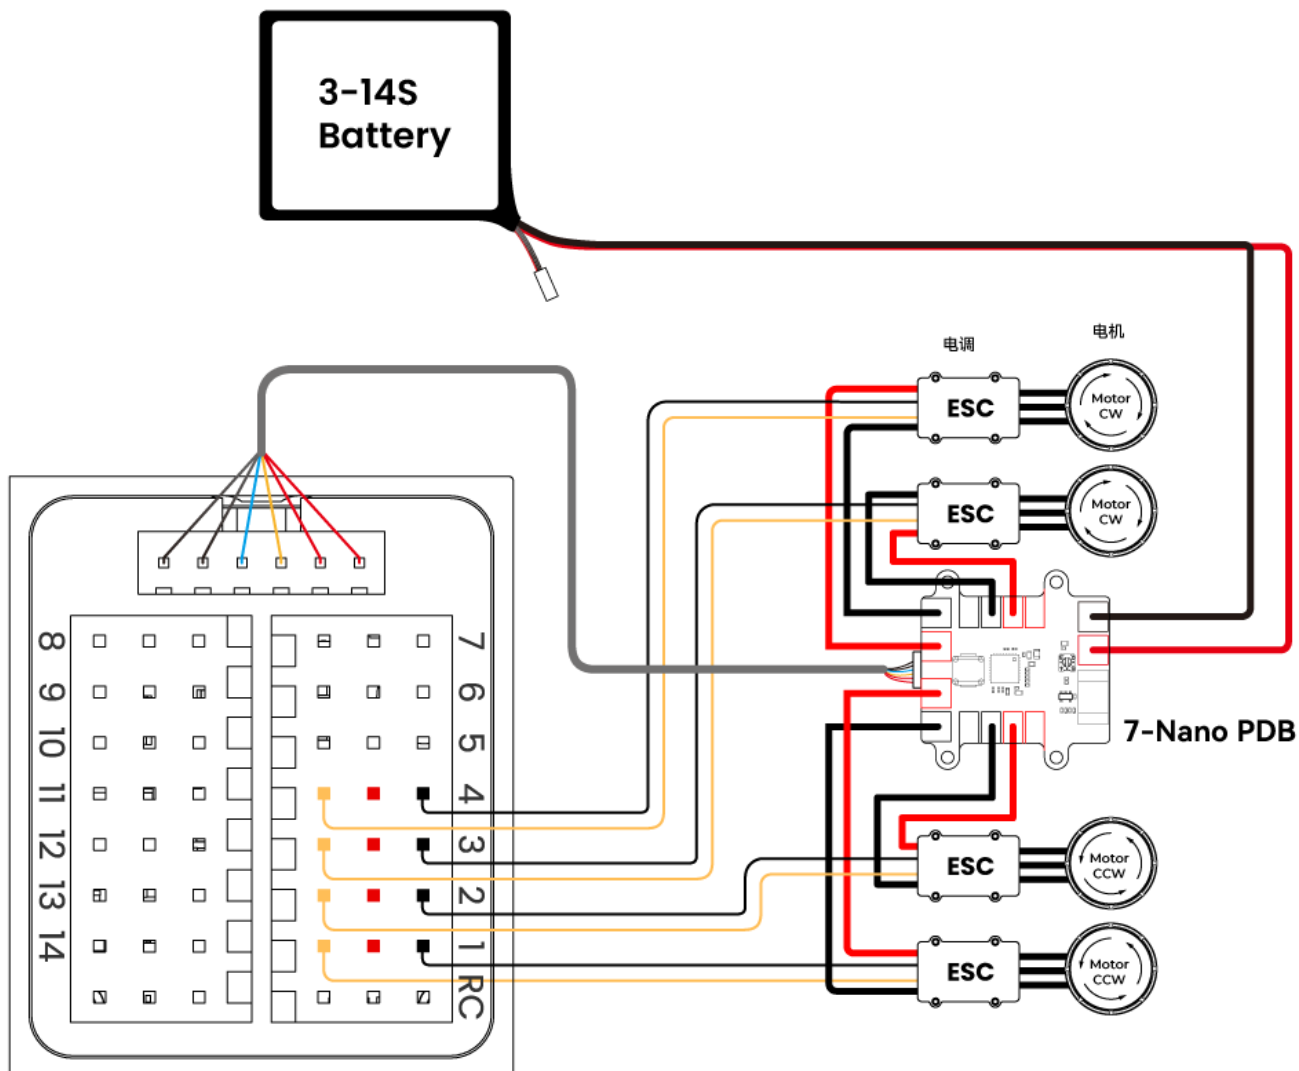 3-14S
Battery
电调
电机
ESC
Motor
CW
ESC
Motor
CW
7-Nano PDB
ESC
Motor
CCW
ESC
Motor
CCW
8
9
10
11
12
13
14
7
6
5
4
3
2
1
RC